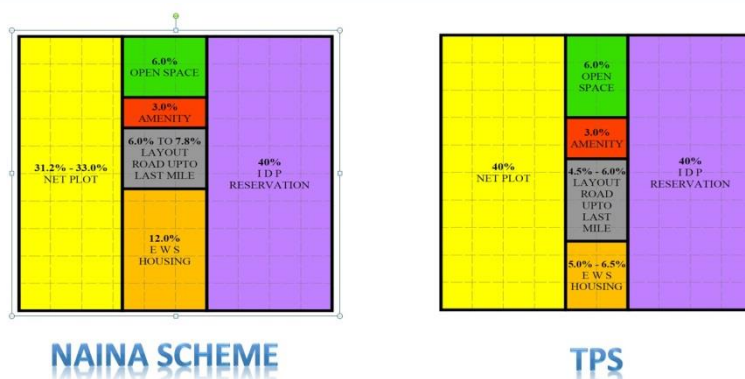 6.0%
OPEN SPACE
3.0%
AMENITY
6.0% TO 7.8%
LAYOUT
ROAD UPTO
LAST MILE
31.2% - 33.0%
NET PLOT
40%
I D P
RESERVATION
12.0%
E W S
HOUSING
NAINA SCHEME
6.0%
OPEN
SPACE
3.0%
AMENITY
40%
NET PLOT
4.5% - 6.0%
LAYOUT
ROAD
UPTO
LAST
MILE
40%
I D P
RESERVATION
5.0% - 6.5%
E W S
HOUSING
TPS